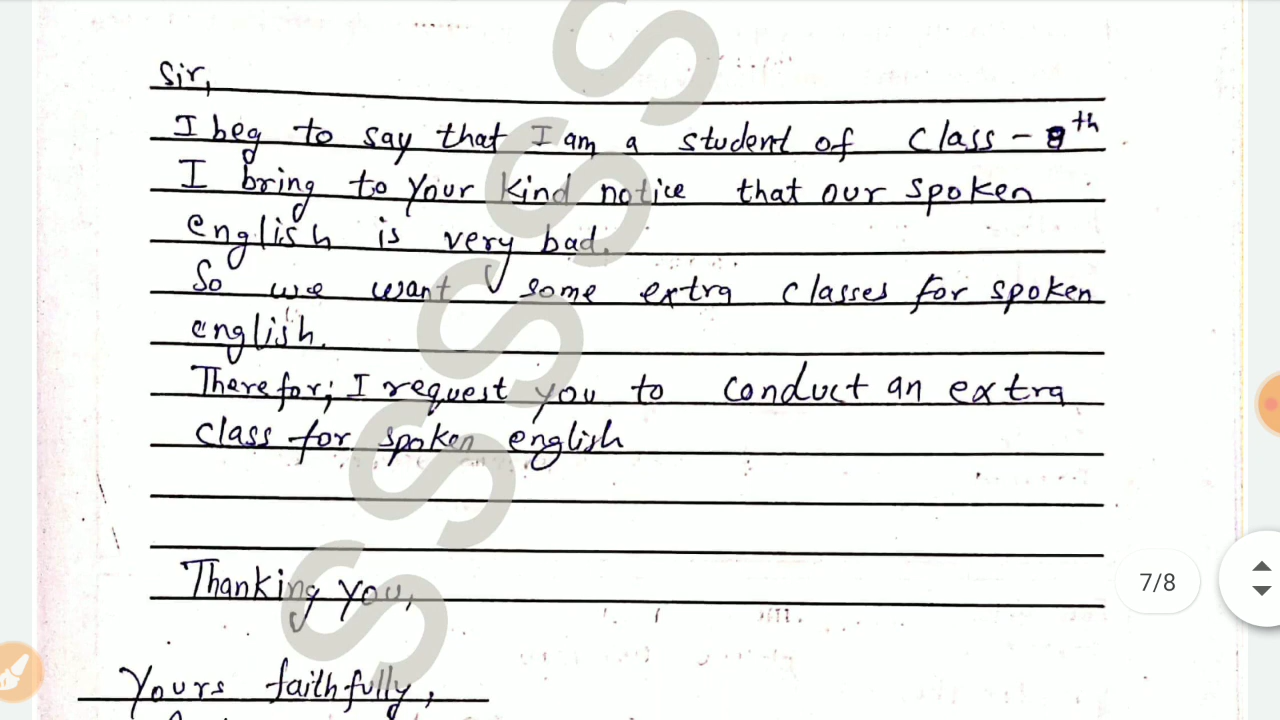 Sir,
I beg to say that I am a student of Class - 8th
I bring to your kind notice that our spoken
english is very bad.
So we want some extra classes for spoken
english.
Therefor; I request you to conduct an extra
class for spoken english
Thanking you,
7/8
Yours faithfully,
SSSS